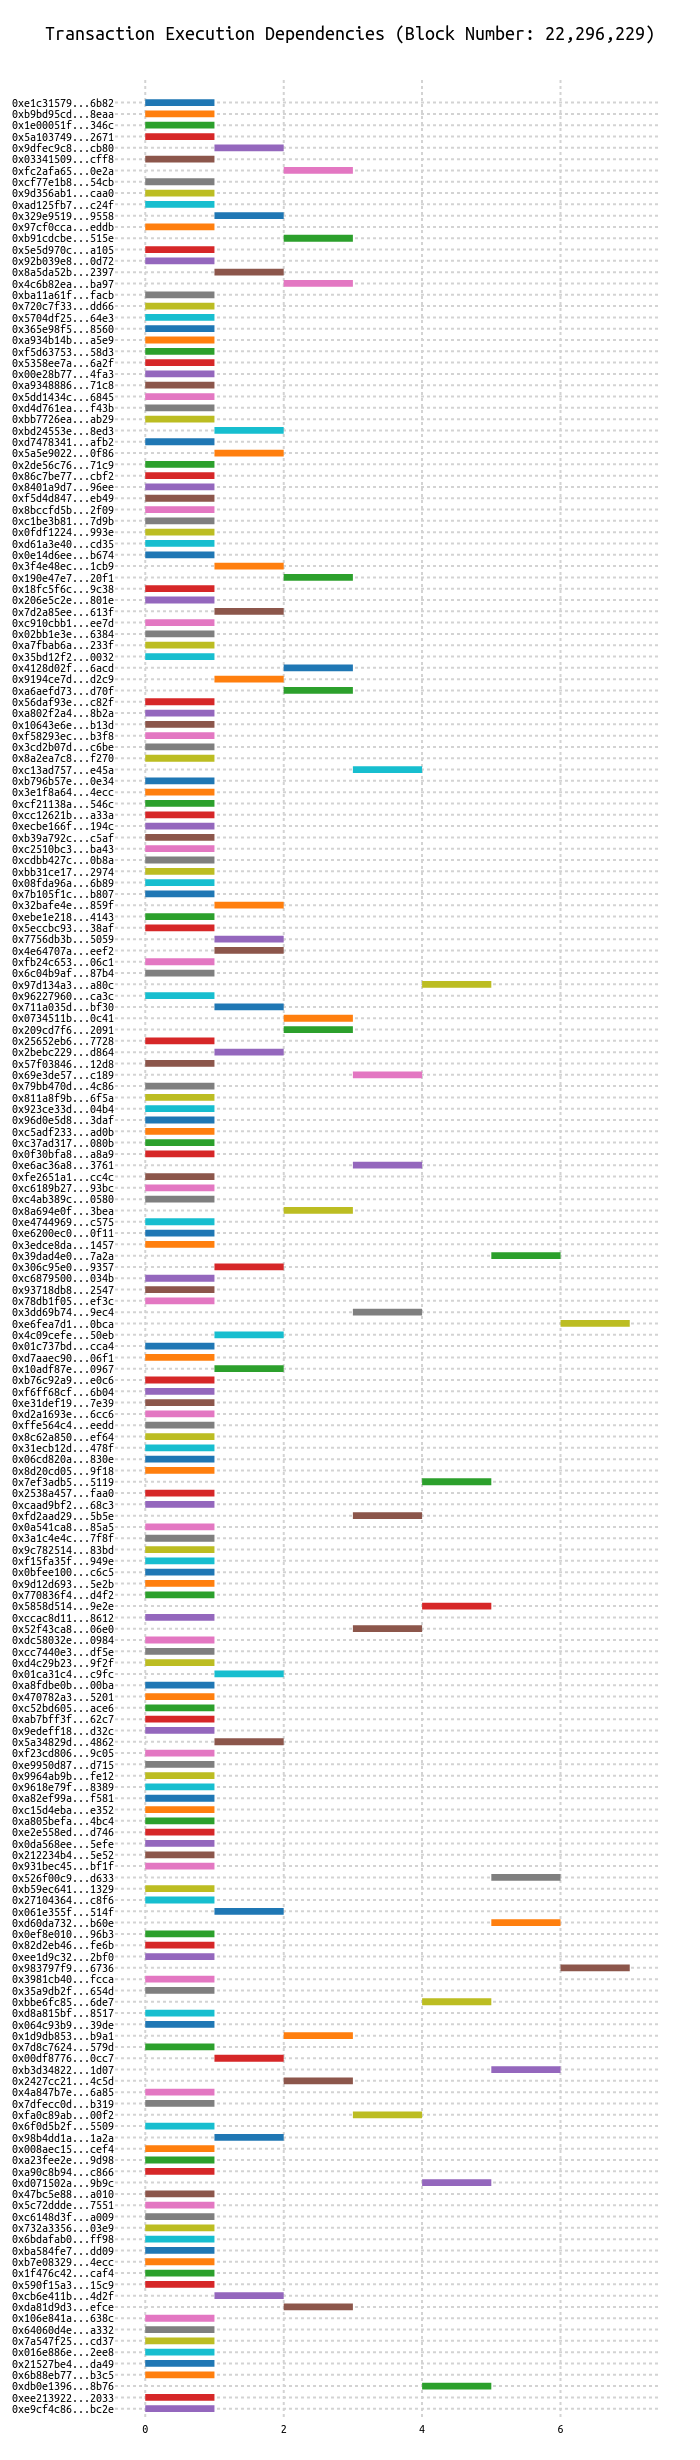 Transaction Execution Dependencies (Block Number: 22,296,229)
0xe1c31579...6b82
0xb9bd95cd...8eaa
0x1e00051f...346c
0x5a103749...2671
0x9dfec9c8...cb80
0x03341509...cff8
0xfc2afa65...0e2a
0xcf77e1b8...54cb
0x9d356ab1...caa0
0xad125fb7...c24f
0x329e9519...9558
0x97cf0cca...eddb
0xb91cdcbe...515e
0x5e5d970c...a105
0x92b039e8...0d72
0x8a5da52b...2397
0x4c6b82ea...ba97
0xba11a61f...facb
0x720c7f33...dd66
0x5704df25...64e3
0x365e98f5...8560
0xa934b14b...a5e9
0xf5d63753...58d3
0x5358ee7a...6a2f
0x00e28b77...4fa3
0xa9348886...71c8
0x5dd1434c...6845
0xd4d761ea...f43b
0xbb7726ea...ab29
0xbd24553e...8ed3
0xd7478341...afb2
0x5a5e9022...0f86
0x2de56c76...71c9
0x86c7be77...cbf2
0x8401a9d7...96ee
0xf5d4d847...eb49
0x8bccfd5b...2f09
0xc1be3b81...7d9b
0x0fdf1224...993e
0xd61a3e40...cd35
0x0e14d6ee...b674
0x3f4e48ec...1cb9
0x190e47e7...20f1
0x18fc5f6c...9c38
0x206e5c2e...801e
0x7d2a85ee...613f
0xc910cbb1...ee7d
0x02bb1e3e...6384
0xa7fbab6a...233f
0x35bd12f2...0032
0x4128d02f...6acd
0x9194ce7d...d2c9
0xa6aefd73...d70f
0x56daf93e...c82f
0xa802f2a4...8b2a
0x10643e6e...b13d
0xf58293ec...b3f8
0x3cd2b07d...c6be
0x8a2ea7c8...f270
0xc13ad757...e45a
0xb796b57e...0e34
0x3e1f8a64...4ecc
0xcf21138a...546c
0xcc12621b...a33a
0xecbe166f...194c
0xb39a792c...c5af
0xc2510bc3...ba43
0xcdbb427c...0b8a
0xbb31ce17...2974
0x08fda96a...6b89
0x7b105f1c...b807
0x32bafe4e...859f
0xebe1e218...4143
0x5eccbc93...38af
0x7756db3b...5059
0x4e64707a...eef2
0xfb24c653...06c1
0x6c04b9af...87b4
0x97d134a3...a80c
0x96227960...ca3c
0x711a035d...bf30
0x0734511b...0c41
0x209cd7f6...2091
0x25652eb6...7728
0x2bebc229...d864
0x57f03846...12d8
0x69e3de57...c189
0x79bb470d...4c86
0x811a8f9b...6f5a
0x923ce33d...04b4
0x96d0e5d8...3daf
0xc5adf233...ad0b
0xc37ad317...080b
0x0f30bfa8...a8a9
0xe6ac36a8...3761
0xfe2651a1...cc4c
0xc6189b27...93bc
0xc4ab389c...0580
0x8a694e0f...3bea
0xe4744969...c575
0xe6200ec0...0f11
0x3edce8da...1457
0x39dad4e0...7a2a
0x306c95e0...9357
0xc6879500...034b
0x93718db8...2547
0x78db1f05...ef3c
0x3dd69b74...9ec4
0xe6fea7d1...0bca
0x4c09cefe...50eb
0x01c737bd...cca4
0xd7aaec90...06f1
0x10adf87e...0967
0xb76c92a9...e0c6
0xf6ff68cf...6b04
0xe31def19...7e39
0xd2a1693e...6cc6
0xffe564c4...eedd
0x8c62a850...ef64
0x31ecb12d...478f
0x06cd820a...830e
0x8d20cd05...9f18
0x7ef3adb5...5119
0x2538a457...faa0
0xcaad9bf2...68c3
0xfd2aad29...5b5e
0x0a541ca8...85a5
0x3a1c4e4c...7f8f
0x9c782514...83bd
0xf15fa35f...949e
0x0bfee100...c6c5
0x9d12d693...5e2b
0x770836f4...d4f2
0x5858d514...9e2e
0xccac8d11...8612
0x52f43ca8...06e0
0xdc58032e...0984
0xcc7440e3...df5e
0xd4c29b23...9f2f
0x01ca31c4...c9fc
0xa8fdbe0b...00ba
0x470782a3...5201
0xc52bd605...ace6
0xab7bff3f...62c7
0x9edeff18...d32c
0x5a34829d...4862
0xf23cd806...9c05
0xe9950d87...d715
0x9964ab9b...fe12
0x9618e79f...8389
0xa82ef99a...f581
0xc15d4eba...e352
0xa805befa...4bc4
0xe2e558ed...d746
0x0da568ee...5efe
0x212234b4...5e52
0x931bec45...bf1f
0x526f00c9...d633
0xb59ec641...1329
0x27104364...c8f6
0x061e355f...514f
0xd60da732...b60e
0x0ef8e010...96b3
0x82d2eb46...fe6b
0xee1d9c32...2bf0
0x983797f9...6736
0x3981cb40...fcca
0x35a9db2f...654d
0xbbe6fc85...6de7
0xd8a815bf...8517
0x064c93b9...39de
0x1d9db853...b9a1
0x7d8c7624...579d
0x00df8776...0cc7
0xb3d34822...1d07
0x2427cc21...4c5d
0x4a847b7e...6a85
0x7dfecc0d...b319
0xfa0c89ab...00f2
0x6f0d5b2f...5509
0x98b4dd1a...1a2a
0x008aec15...cef4
0xa23fee2e...9d98
0xa90c8b94...c866
0xd071502a...9b9c
0x47bc5e88...a010
0x5c72ddde...7551
0xc6148d3f...a009
0x732a3356...03e9
0x6bdafab0...ff98
0xba584fe7...dd09
0xb7e08329...4ecc
0x1f476c42...caf4
0x590f15a3...15c9
0xcb6e411b...4d2f
0xda81d9d3...efce
0x106e841a...638c
0x64060d4e...a332
0x7a547f25...cd37
0x016e886e...2ee8
0x21527be4...da49
0x6b88eb77...b3c5
0xdb0e1396...8b76
0xee213922...2033
0xe9cf4c86...bc2e
0 2 4 6